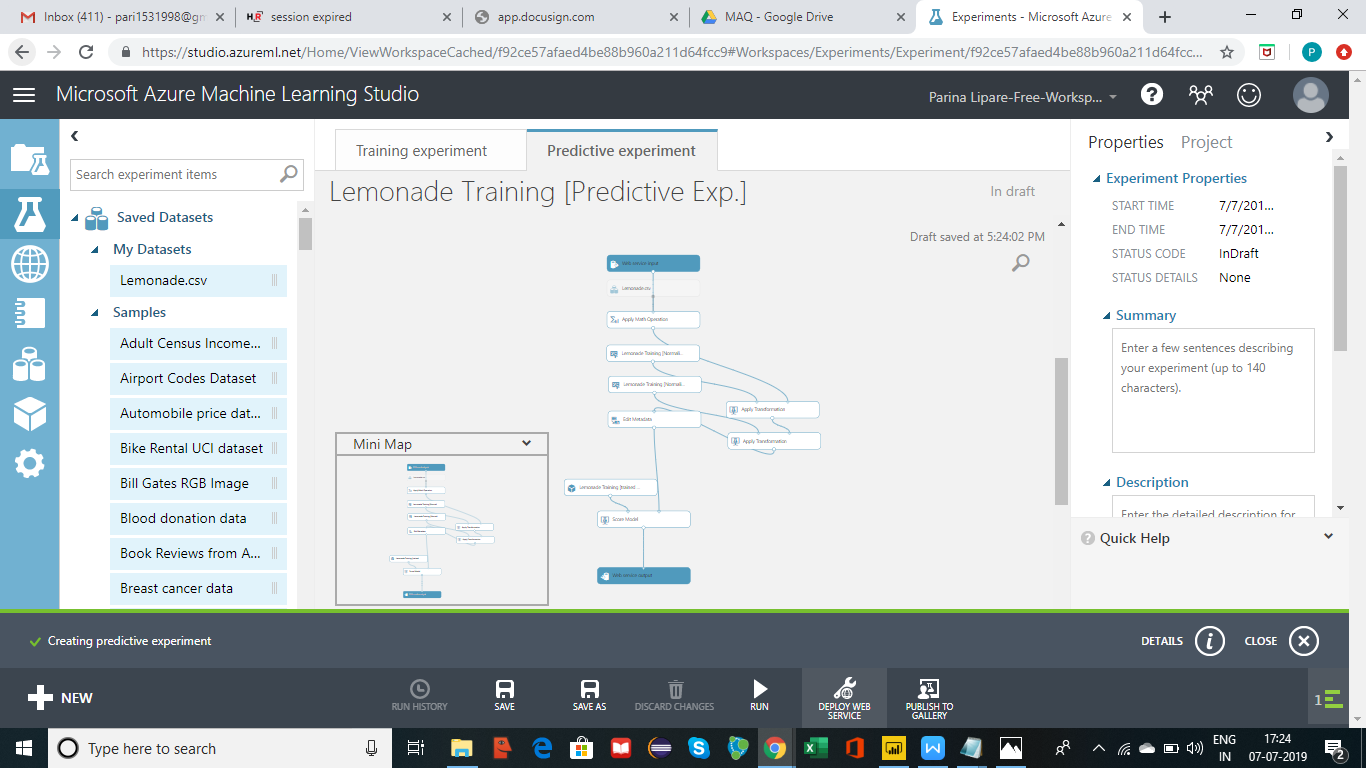 Inbox (411) - pari1531998@gm
session expired
app.docusign.com
MAQ - Google Drive
Experiments - Microsoft Azure
https://studio.azureml.net/Home/ViewWorkspaceCached/f92ce57afaed4be88b960a211d64fcc9#Workspaces/Experiments/Experiment/f92ce57afaed4be88b960a211d64fcc...
P
Microsoft Azure Machine Learning Studio
Parina Lipare-Free-Worksp...
Search experiment items
Saved Datasets
My Datasets
Lemonade.csv
Samples
Adult Census Income...
Airport Codes Dataset
Automobile price dat...
Bike Rental UCI dataset
Bill Gates RGB Image
Blood donation data
Book Reviews from A...
Breast cancer data
Training experiment
Predictive experiment
Lemonade Training [Predictive Exp.]
In draft
Draft saved at 5:24:02 PM
Web service input
Lemonade.csv
Apply Math Operation
Lemonade Training [Normali...
Lemonade Training [Normali...
Apply Transformation
Edit Metadata
Apply Transformation
Lemonade Training [trained ...
Score Model
Web service output
Mini Map
Properties
Project
Experiment Properties
START TIME 7/7/201...
END TIME 7/7/201...
STATUS CODE InDraft
STATUS DETAILS None
Summary
Enter a few sentences describing
your experiment (up to 140
characters).
Description
Enter the detailed description for
Quick Help
Creating predictive experiment
DETAILS
CLOSE
NEW
RUN HISTORY
SAVE
SAVE AS
DISCARD CHANGES
RUN
DEPLOY WEB
SERVICE
PUBLISH TO
GALLERY
1
Type here to search
ENG
IN
17:24
07-07-2019
2